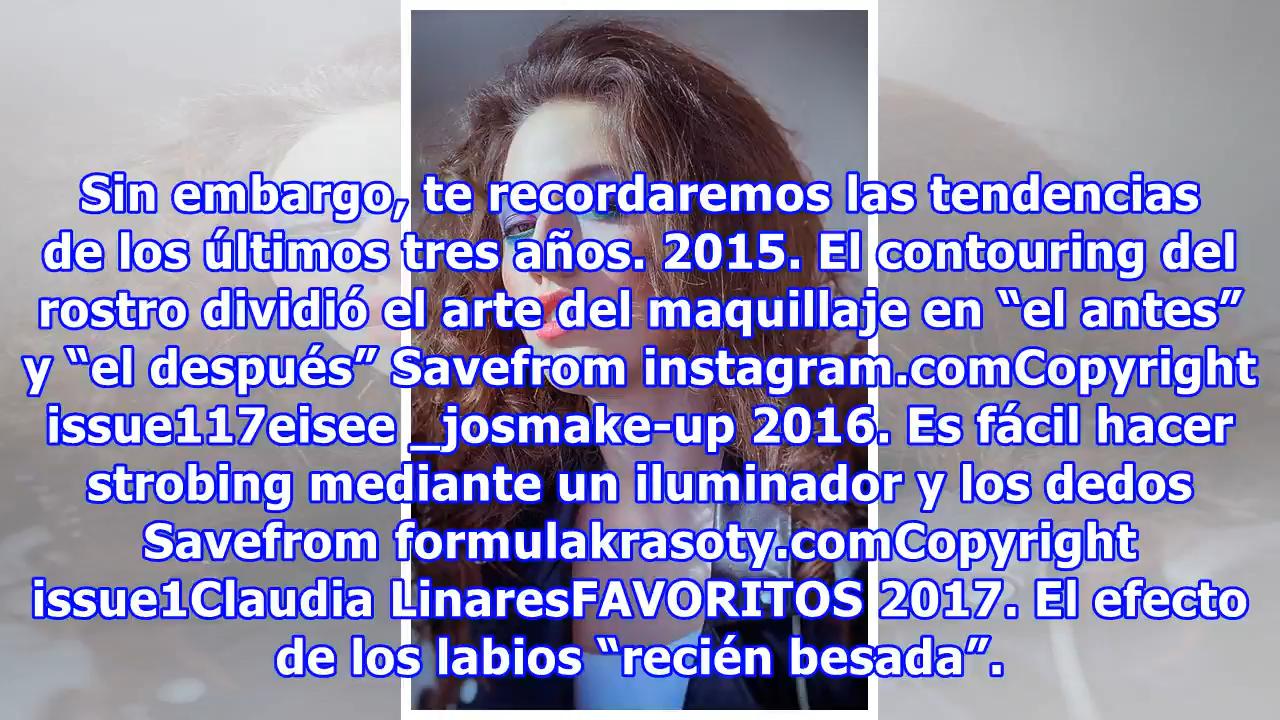 Sin embargo, te recordaremos las tendencias
de los últimos tres años. 2015. El contouring del
rostro dividió el arte del maquillaje en “el antes”
y “el después” Savefrom instagram.comCopyright
issue117eisee _josmake-up 2016. Es fácil hacer
strobing mediante un iluminador y los dedos
Savefrom formulakrasoty.comCopyright
issue1Claudia LinaresFAVORITOS 2017. El efecto
de los labios “recién besada”.